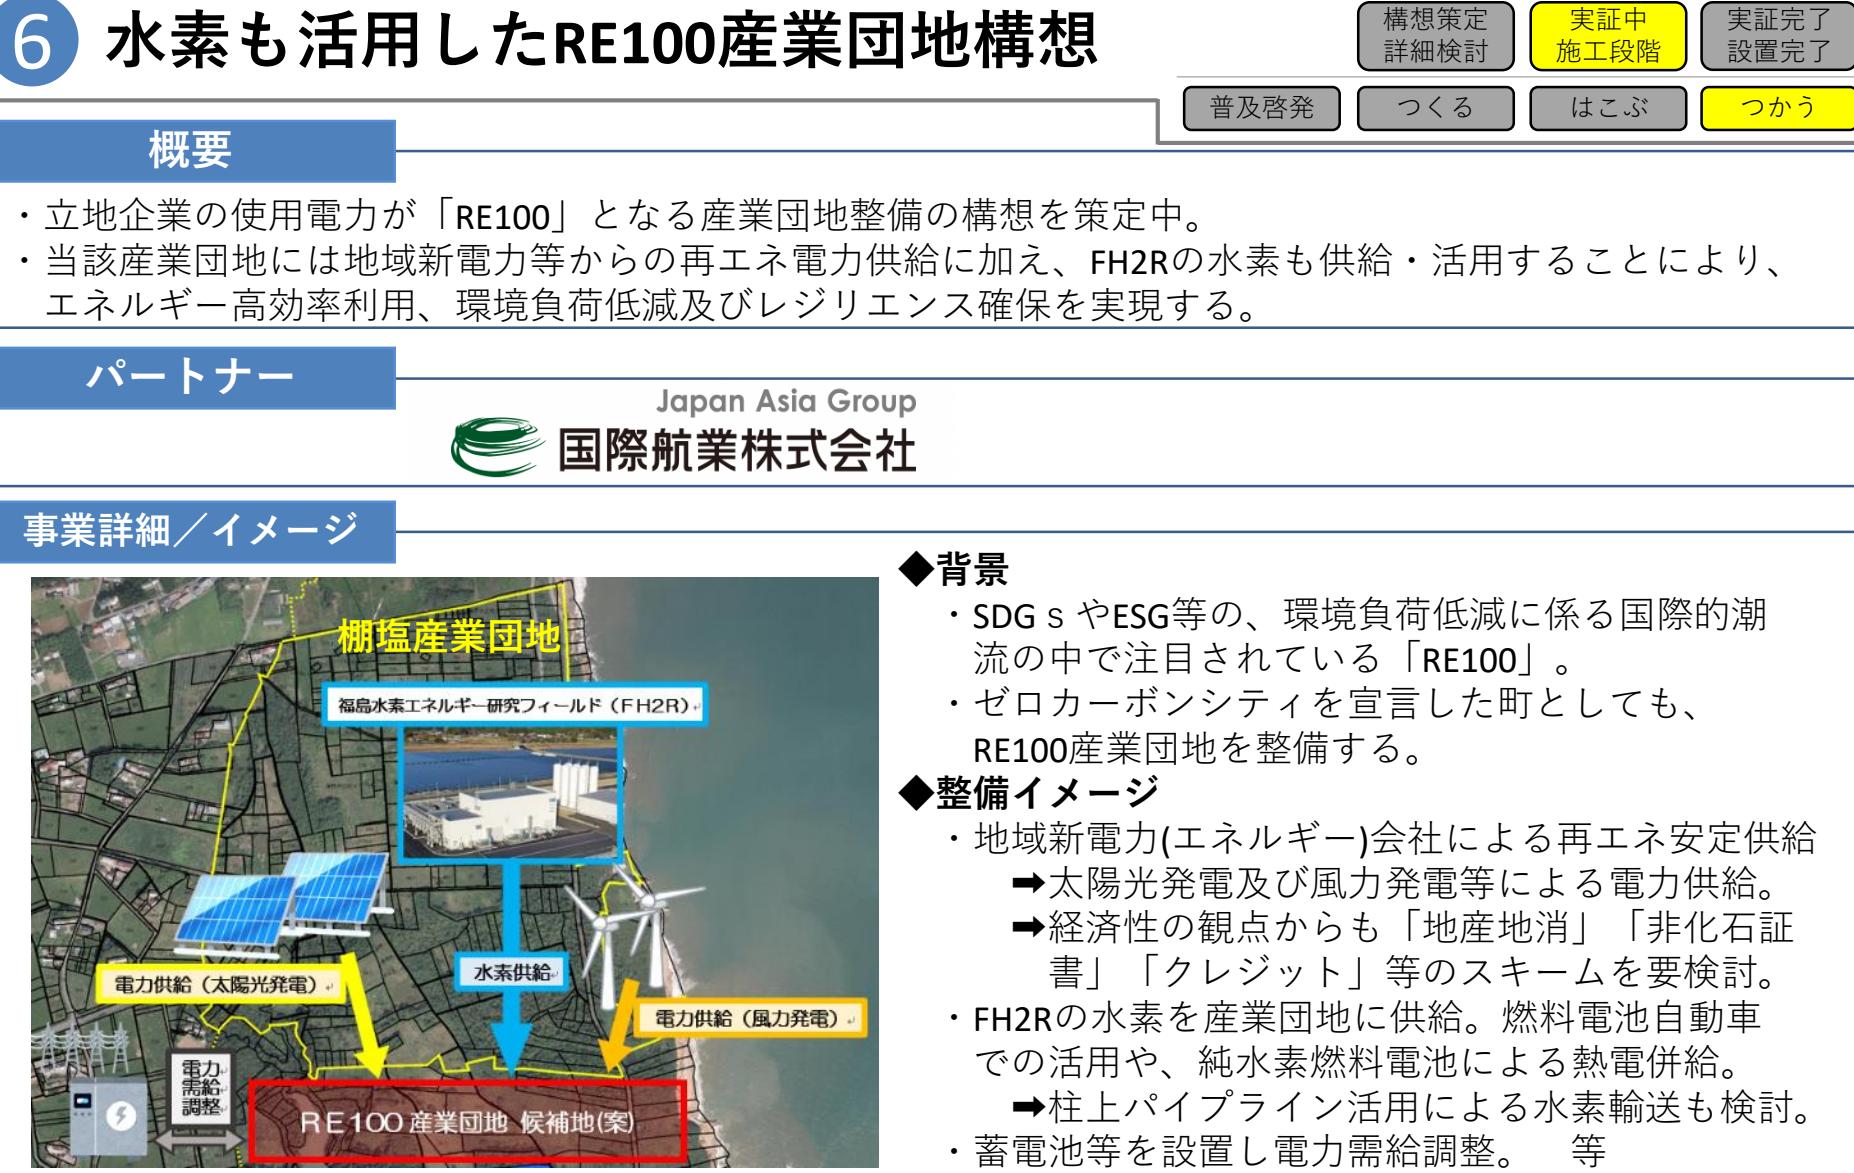 6 水素も活用したRE100産業団地構想
構想策定
詳細検討
実証中
施工段階
実証完了
設置完了
普及啓発
つくる
はこぶ
つかう
概要
・立地企業の使用電力が「RE100」となる産業団地整備の構想を策定中。
・当該産業団地には地域新電力等からの再エネ電力供給に加え、FH2Rの水素も供給・活用することにより、
エネルギー高効率利用、環境負荷低減及びレジリエンス確保を実現する。
パートナー
Japan Asia Group
国際航業株式会社
事業詳細／イメージ
棚塩産業団地
福島水素エネルギー研究フィールド（FH2R）
電力供給（太陽光発電）
水素供給
電力供給（風力発電）
電力
需給
調整
RE100産業団地 候補地(案)
◆背景
・SDGｓやESG等の、環境負荷低減に係る国際的潮
流の中で注目されている「RE100」。
・ゼロカーボンシティを宣言した町としても、
RE100産業団地を整備する。
◆整備イメージ
・地域新電力(エネルギー)会社による再エネ安定供給
➡太陽光発電及び風力発電等による電力供給。
➡経済性の観点からも「地産地消」「非化石証
書」「クレジット」等のスキームを要検討。
・FH2Rの水素を産業団地に供給。燃料電池自動車
での活用や、純水素燃料電池による熱電併給。
➡柱上パイプライン活用による水素輸送も検討。
・蓄電池等を設置し電力需給調整。　等